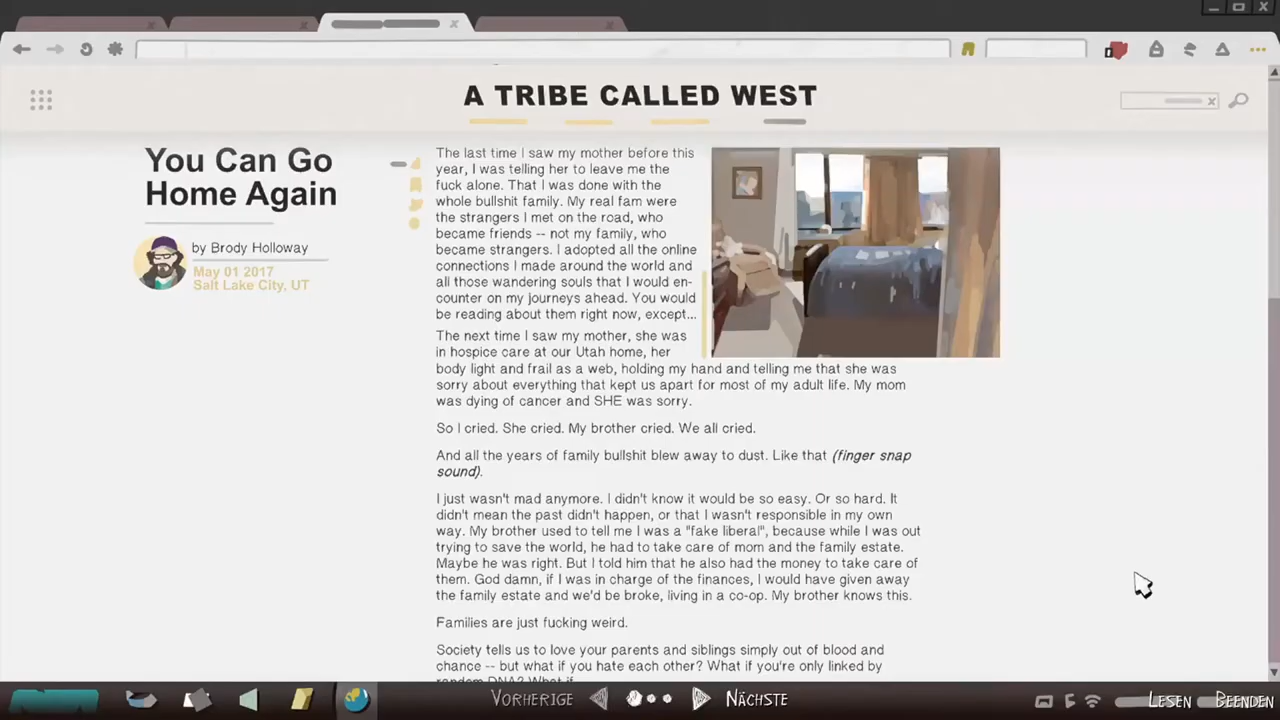 A TRIBE CALLED WEST
You Can Go
Home Again
by Brody Holloway
May 01 2017
Salt Lake City, UT
The last time I saw my mother before this
year, I was telling her to leave me the
fuck alone. That I was done with the
whole bullshit family. My real fam were
the strangers I met on the road, who
became friends -- not my family, who
became strangers. I adopted all the online
connections I made around the world and
all those wandering souls that I would en-
counter on my journeys ahead. You would
be reading about them right now, except...
The next time I saw my mother, she was
in hospice care at our Utah home, her
body light and frail as a web, holding my hand and telling me that she was
sorry about everything that kept us apart for most of my adult life. My mom
was dying of cancer and SHE was sorry.
So I cried. She cried. My brother cried. We all cried.
And all the years of family bullshit blew away to dust. Like that (finger snap
sound).
I just wasn't mad anymore. I didn't know it would be so easy. Or so hard. It
didn't mean the past didn't happen, or that I wasn't responsible in my own
way. My brother used to tell me I was a "fake liberal", because while I was out
trying to save the world, he had to take care of mom and the family estate.
Maybe he was right. But I told him that he also had the money to take care of
them. God damn, if I was in charge of the finances, I would have given away
the family estate and we'd be broke, living in a co-op. My brother knows this.
Families are just fucking weird.
Society tells us to love your parents and siblings simply out of blood and
chance -- but what if you hate each other? What if you're only linked by
random DNA? What if
Vorherige
Nächste
Lesen
Beenden